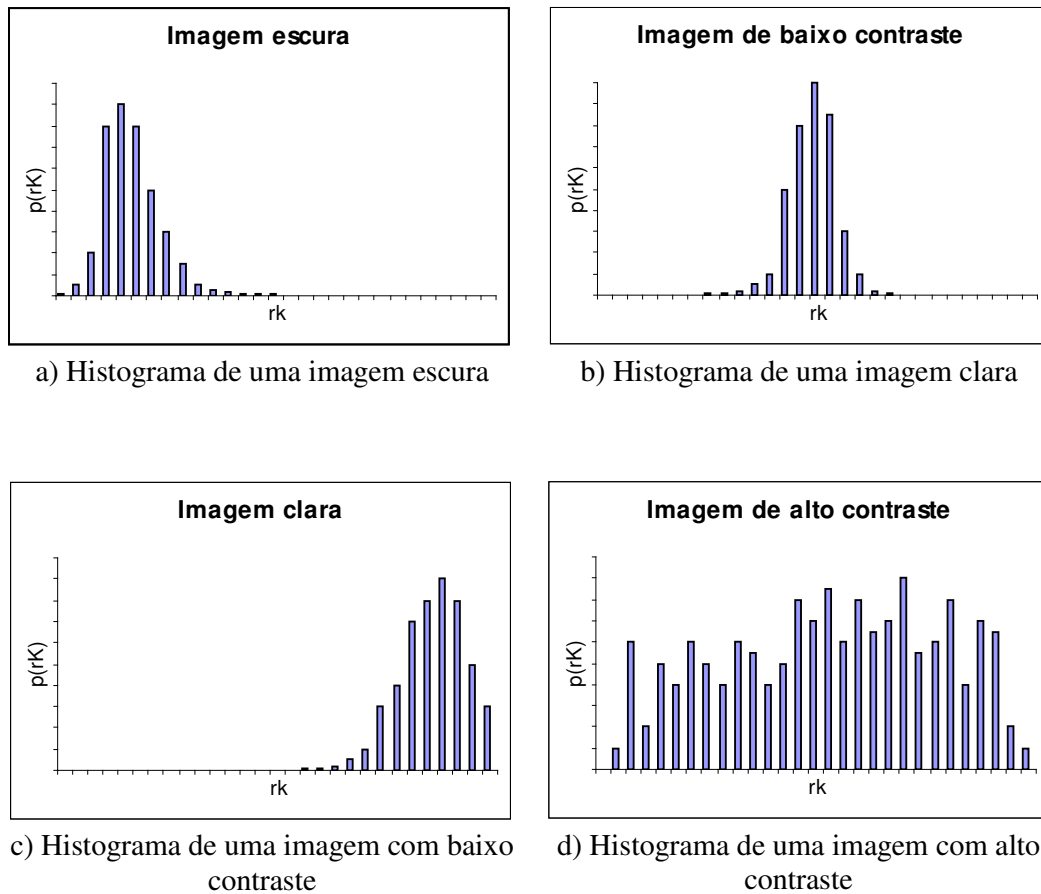 Imagem escura
p(rK)
rk
a) Histograma de uma imagem escura
Imagem de baixo contraste
p(rK)
rk
b) Histograma de uma imagem clara
Imagem clara
p(rK)
rk
c) Histograma de uma imagem com baixo
contraste
Imagem de alto contraste
p(rK)
rk
d) Histograma de uma imagem com alto
contraste